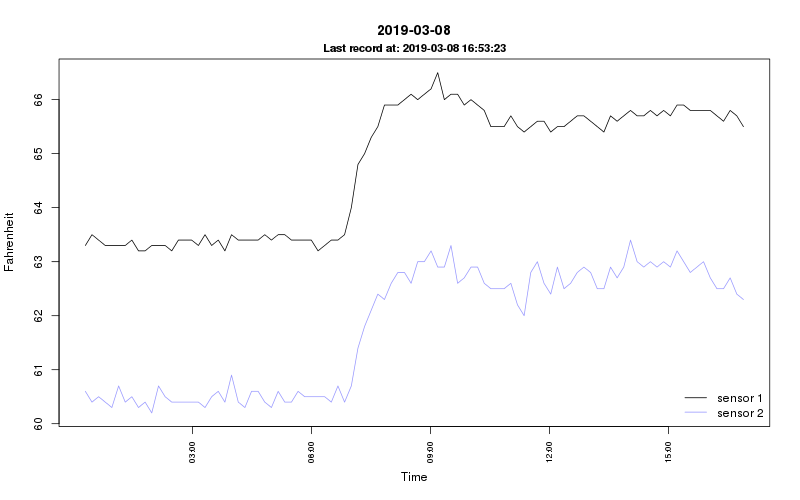 2019-03-08
Last record at: 2019-03-08 16:53:23
Fahrenheit
66
65
64
63
62
61
60
sensor 1
sensor 2
03:00
06:00
09:00
12:00
15:00
Time